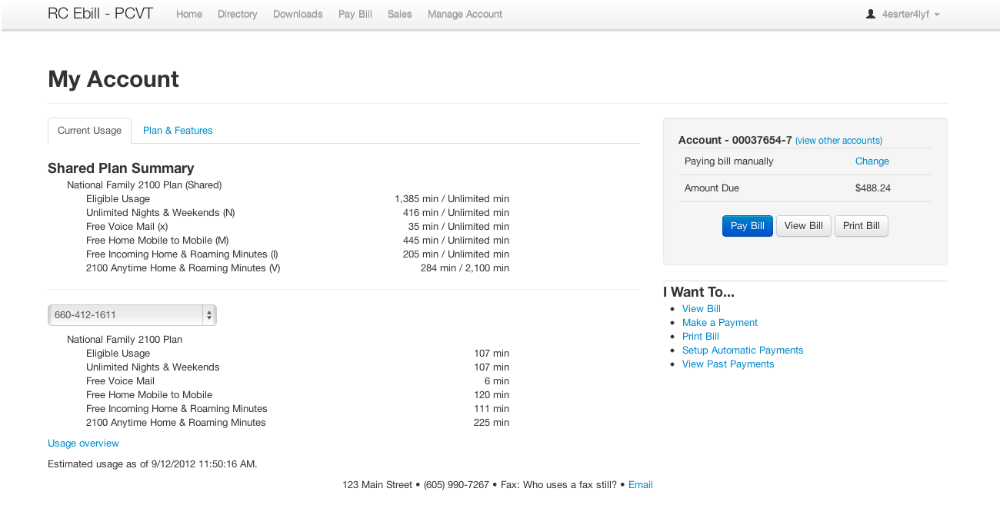 RC Ebill - PCVT Home Directory Downloads Pay Bill Sales Manage Account 4esrter4lyf
My Account
Current Usage Plan & Features
Shared Plan Summary
National Family 2100 Plan (Shared)
Eligible Usage 1,385 min / Unlimited min
Unlimited Nights & Weekends (N) 416 min / Unlimited min
Free Voice Mail (x) 35 min / Unlimited min
Free Home Mobile to Mobile (M) 445 min / Unlimited min
Free Incoming Home & Roaming Minutes (I) 205 min / Unlimited min
2100 Anytime Home & Roaming Minutes (V) 284 min / 2,100 min
660-412-1611
National Family 2100 Plan
Eligible Usage 107 min
Unlimited Nights & Weekends 107 min
Free Voice Mail 6 min
Free Home Mobile to Mobile 120 min
Free Incoming Home & Roaming Minutes 111 min
2100 Anytime Home & Roaming Minutes 225 min
Usage overview
Estimated usage as of 9/12/2012 11:50:16 AM.
Account - 00037654-7 (view other accounts)
Paying bill manually Change
Amount Due $488.24
Pay Bill View Bill Print Bill
I Want To...
• View Bill
• Make a Payment
• Print Bill
• Setup Automatic Payments
• View Past Payments
123 Main Street • (605) 990-7267 • Fax: Who uses a fax still? • Email